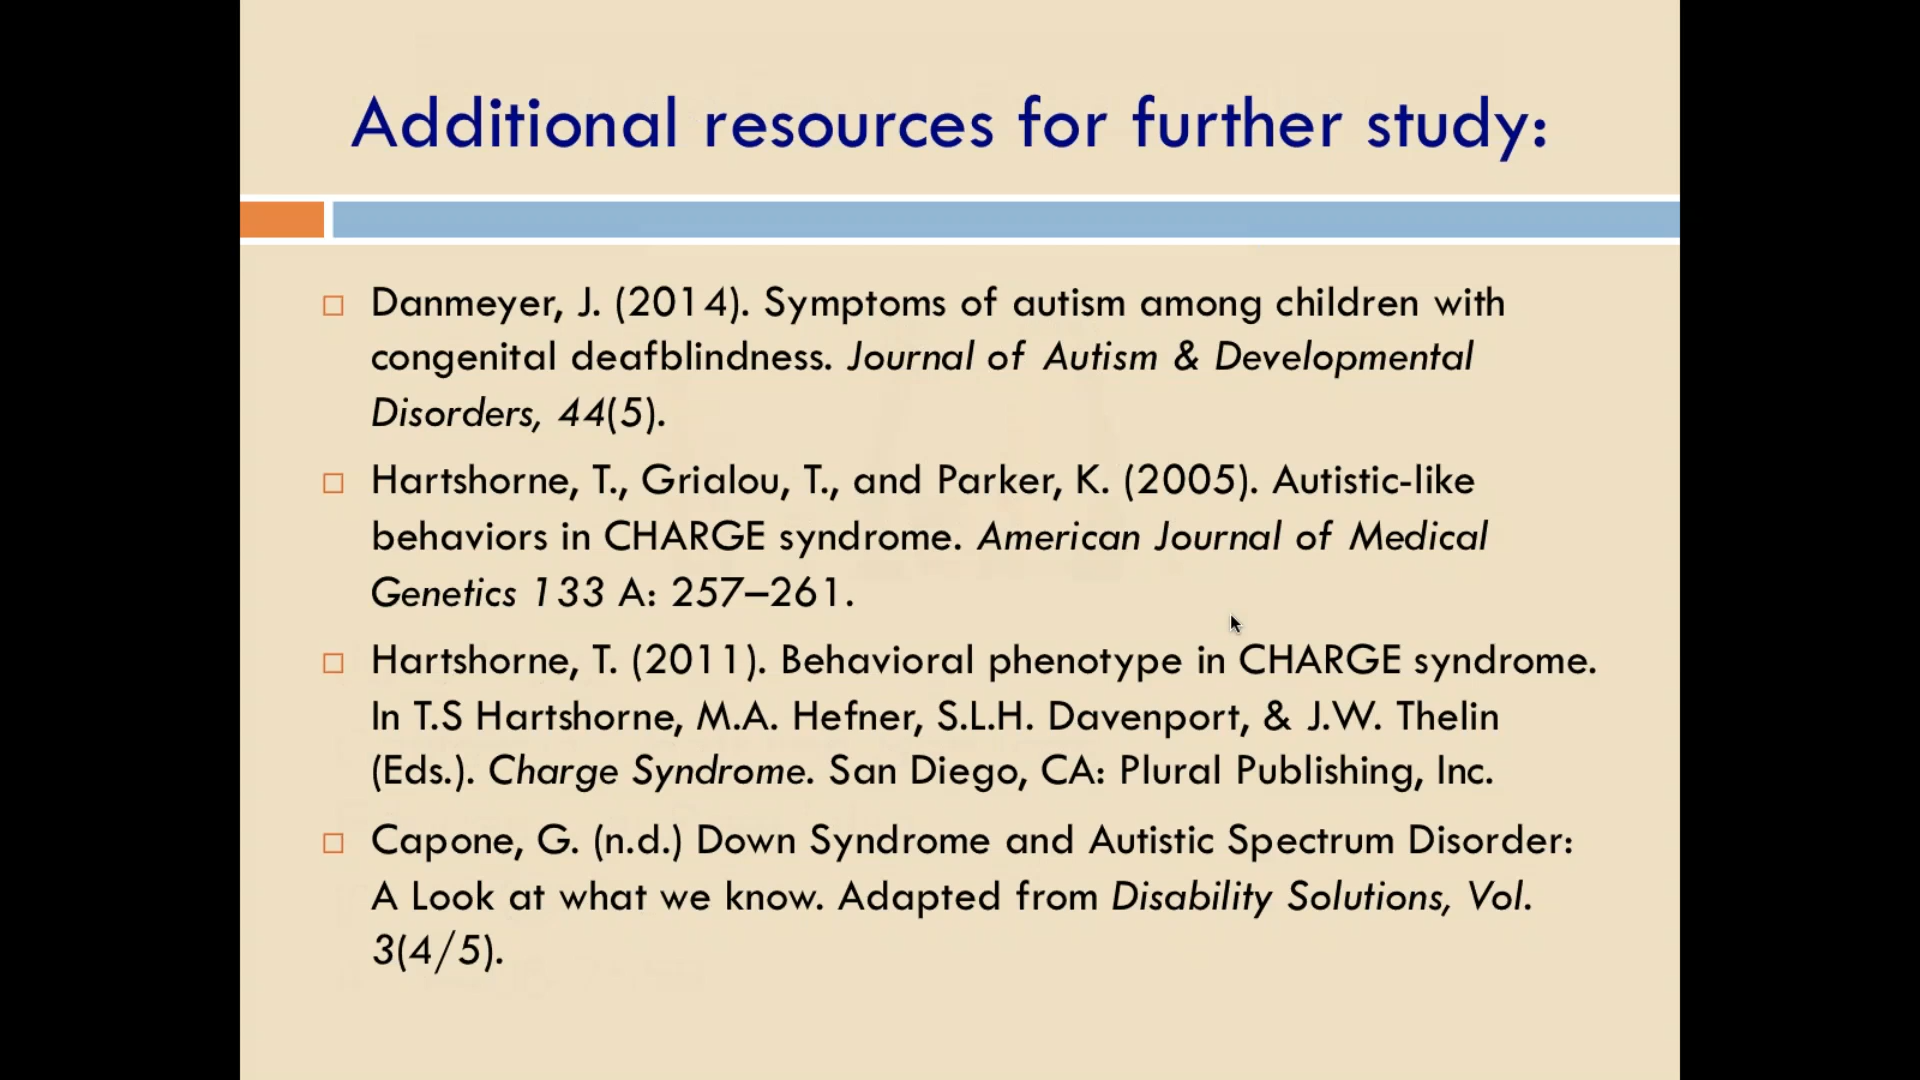 Additional resources for further study:
Danmeyer, J. (2014). Symptoms of autism among children with
congenital deafblindness. Journal of Autism & Developmental
Disorders, 44(5).
Hartshorne, T., Grialou, T., and Parker, K. (2005). Autistic-like
behaviors in CHARGE syndrome. American Journal of Medical
Genetics 133 A: 257–261.
Hartshorne, T. (2011). Behavioral phenotype in CHARGE syndrome.
In T.S Hartshorne, M.A. Hefner, S.L.H. Davenport, & J.W. Thelin
(Eds.). Charge Syndrome. San Diego, CA: Plural Publishing, Inc.
Capone, G. (n.d.) Down Syndrome and Autistic Spectrum Disorder:
A Look at what we know. Adapted from Disability Solutions, Vol.
3(4/5).